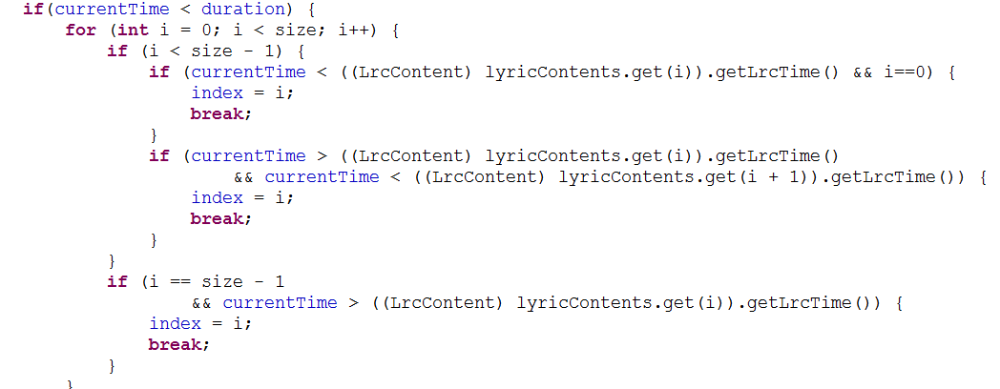 if(currentTime < duration) {
    for (int i = 0; i < size; i++) {
        if (i < size - 1) {
            if (currentTime < ((LrcContent) lyricContents.get(i)).getLrcTime() && i==0) {
                index = i;
                break;
            }
            if (currentTime > ((LrcContent) lyricContents.get(i)).getLrcTime()
                    && currentTime < ((LrcContent) lyricContents.get(i + 1)).getLrcTime()) {
                index = i;
                break;
            }
        }
        if (i == size - 1
                && currentTime > ((LrcContent) lyricContents.get(i)).getLrcTime()) {
            index = i;
            break;
        }
    }